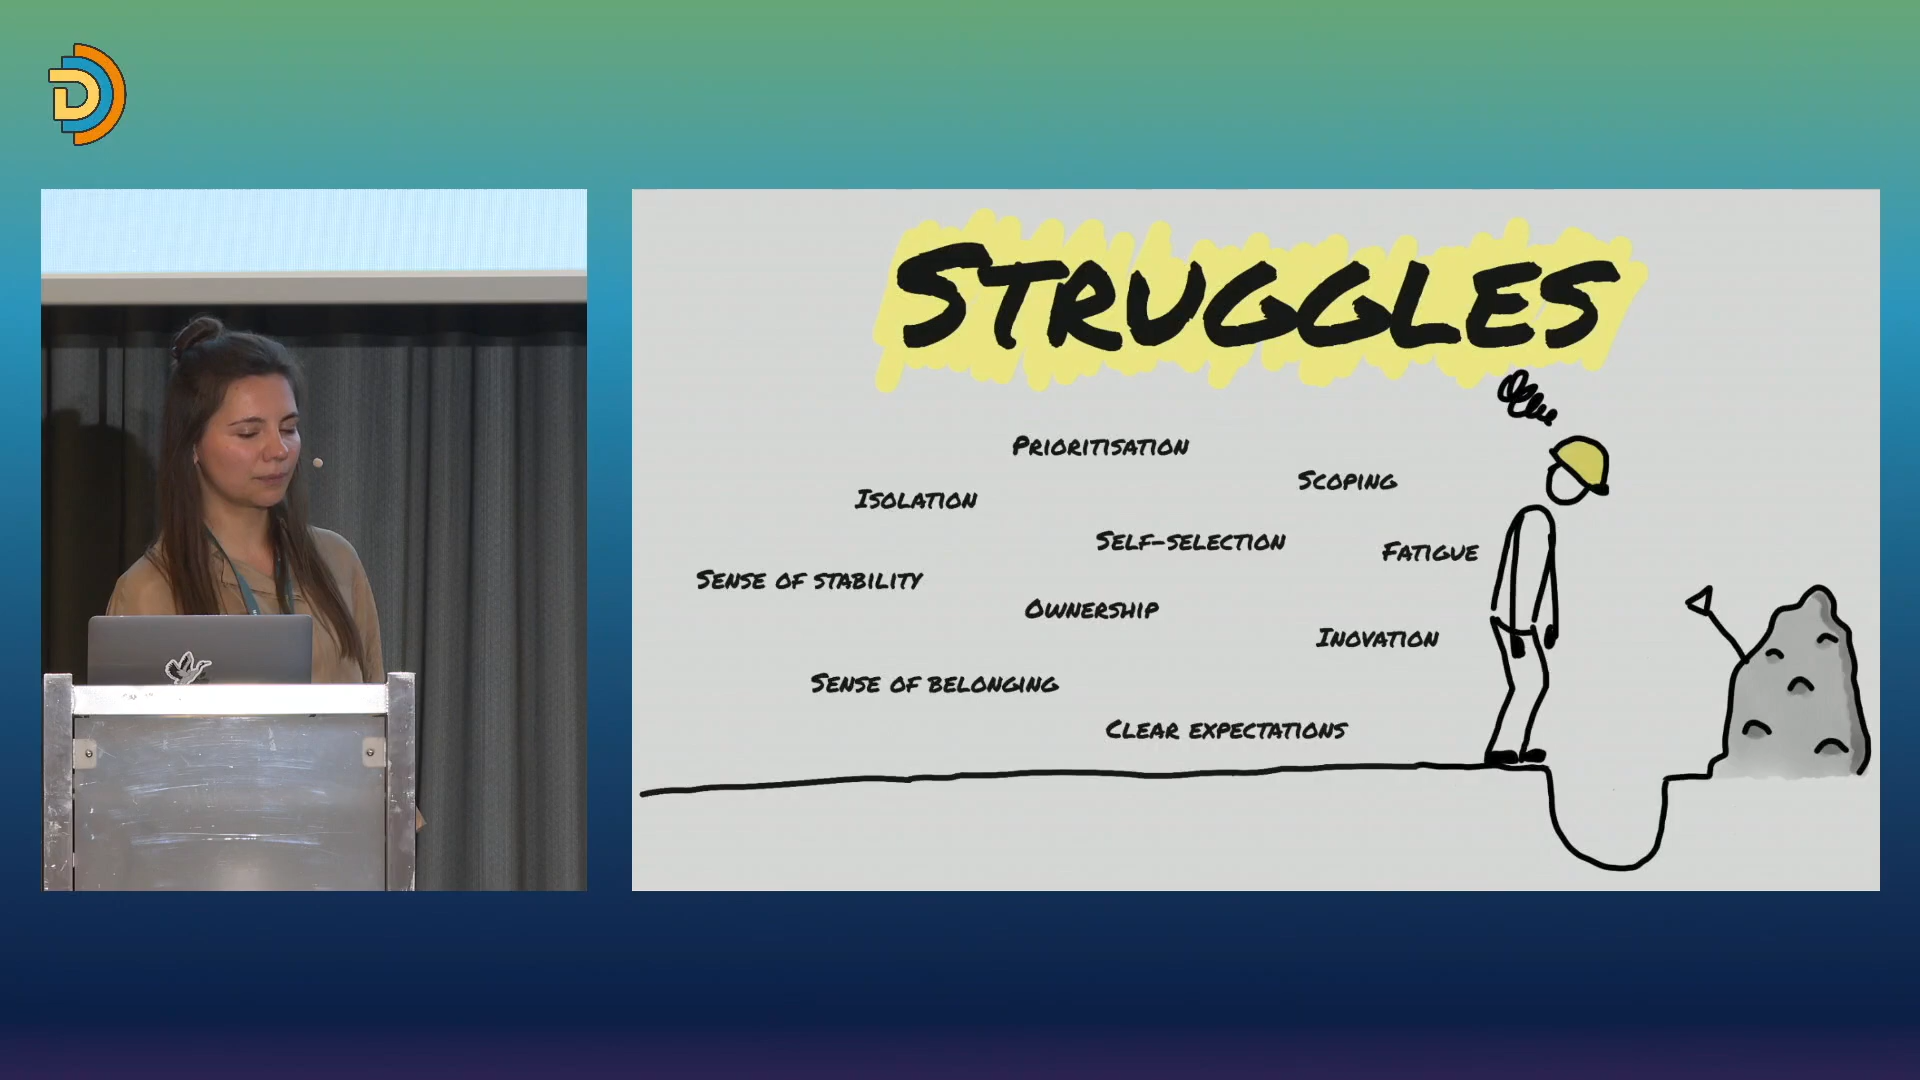 D
STRUGGLES
PRIORITISATION
SCOPING
ISOLATION
SELF-SELECTION
FATIGUE
SENSE OF STABILITY
OWNERSHIP
INOVATION
SENSE OF BELONGING
CLEAR EXPECTATIONS